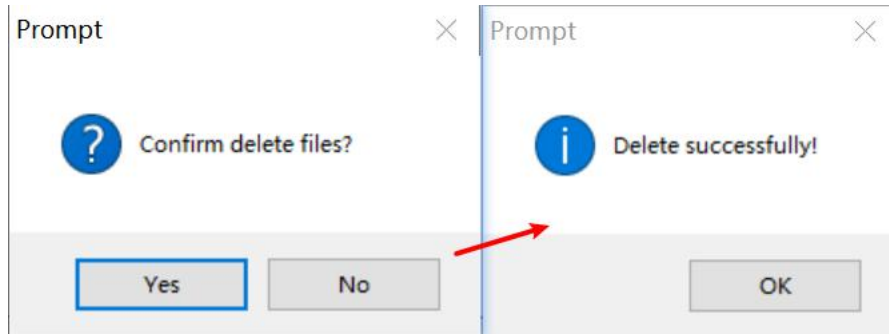 Prompt
Confirm delete files?
Yes
No
Prompt
Delete successfully!
OK